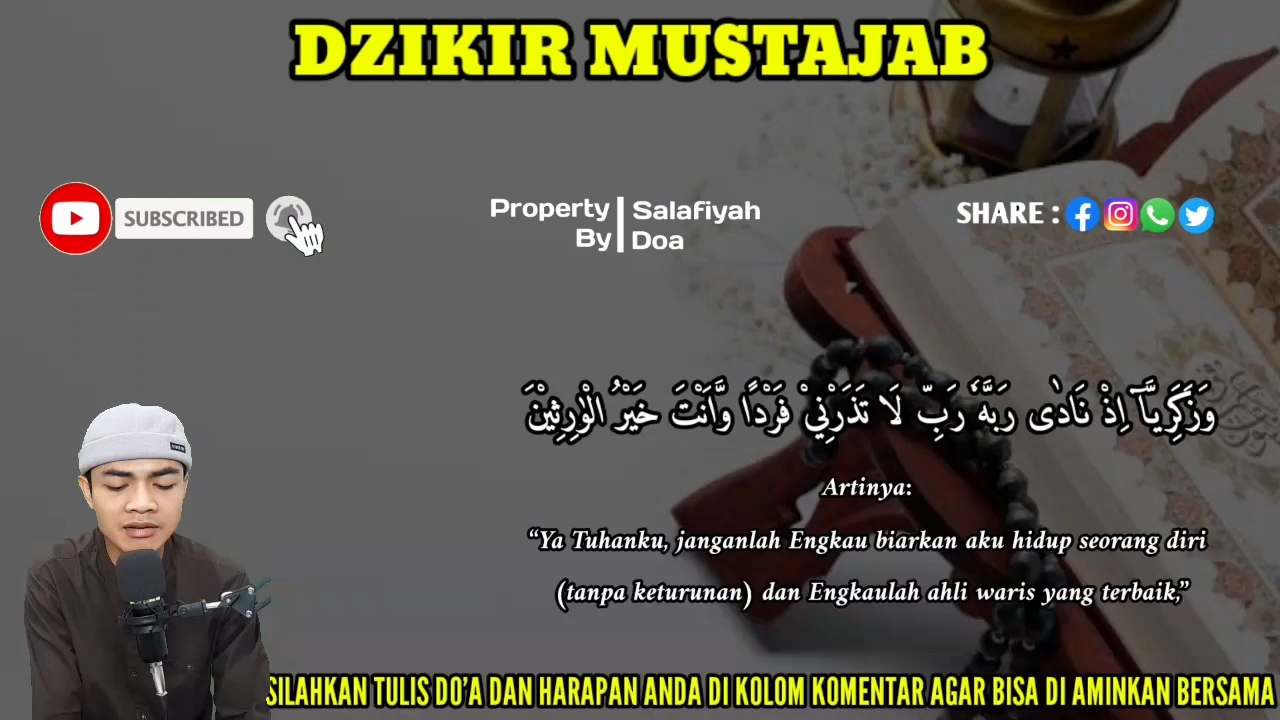 DZIKIR MUSTAJAB
SUBSCRIBED
Property By
Salafiyah Doa
SHARE :
وَزَكَرِيَّآ اِذْ نَادٰى رَبَّهٗ رَبِّ لَا تَذَرْنِيْ فَرْدًا وَّاَنْتَ خَيْرُ الْوٰرِثِيْنَ
Artinya:
“Ya Tuhanku, janganlah Engkau biarkan aku hidup seorang diri
(tanpa keturunan) dan Engkaulah ahli waris yang terbaik,”
SILAHKAN TULIS DO’A DAN HARAPAN ANDA DI KOLOM KOMENTAR AGAR BISA DI AMINKAN BERSAMA